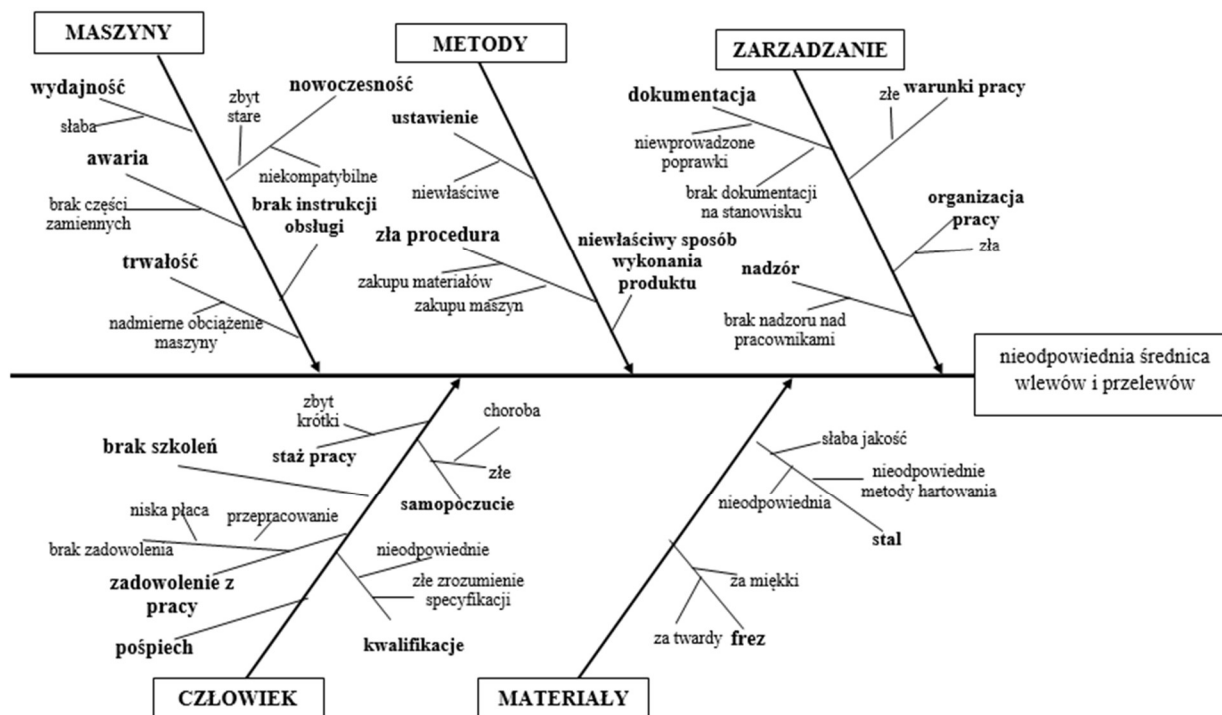 MASZYNY
METODY
ZARZADZANIE
wydajność
słaba
zbyt
stare
nowoczesność
niekompatybilne
awaria
brak części
zamiennych
brak instrukcji
obsługi
trwałość
nadmierne obciążenie
maszyny
ustawienie
niewłaściwe
zła procedura
zakupu materiałów
zakupu maszyn
niewłaściwy sposób
wykonania
produktu
dokumentacja
niewprowadzone
poprawki
brak dokumentacji
na stanowisku
złe
warunki pracy
organizacja
pracy
zła
nadzór
brak nadzoru nad
pracownikami
nieodpowiednia średnica
wlewów i przelewów
zbyt
krótki
staż pracy
choroba
złe
samopoczucie
brak szkoleń
niska płaca
przepracowanie
brak zadowolenia
zadowolenie z
pracy
nieodpowiednie
złe zrozumienie
specyfikacji
kwalifikacje
pośpiech
słaba jakość
nieodpowiednie
metody hartowania
nieodpowiednia
stal
za miękki
za twardy
frez
CZŁOWIEK
MATERIAŁY